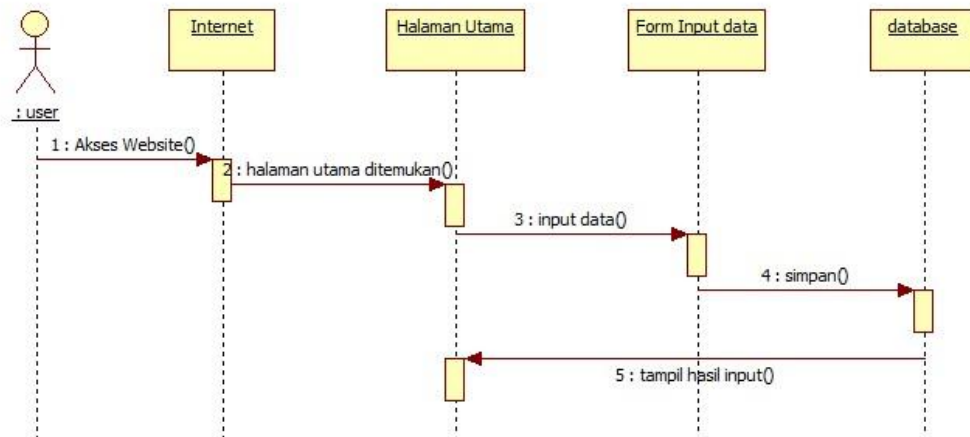 Internet
Halaman Utama
Form Input data
database
: user
1 : Akses Website()
2 : halaman utama ditemukan()
3 : input data()
4 : simpan()
5 : tampil hasil input()